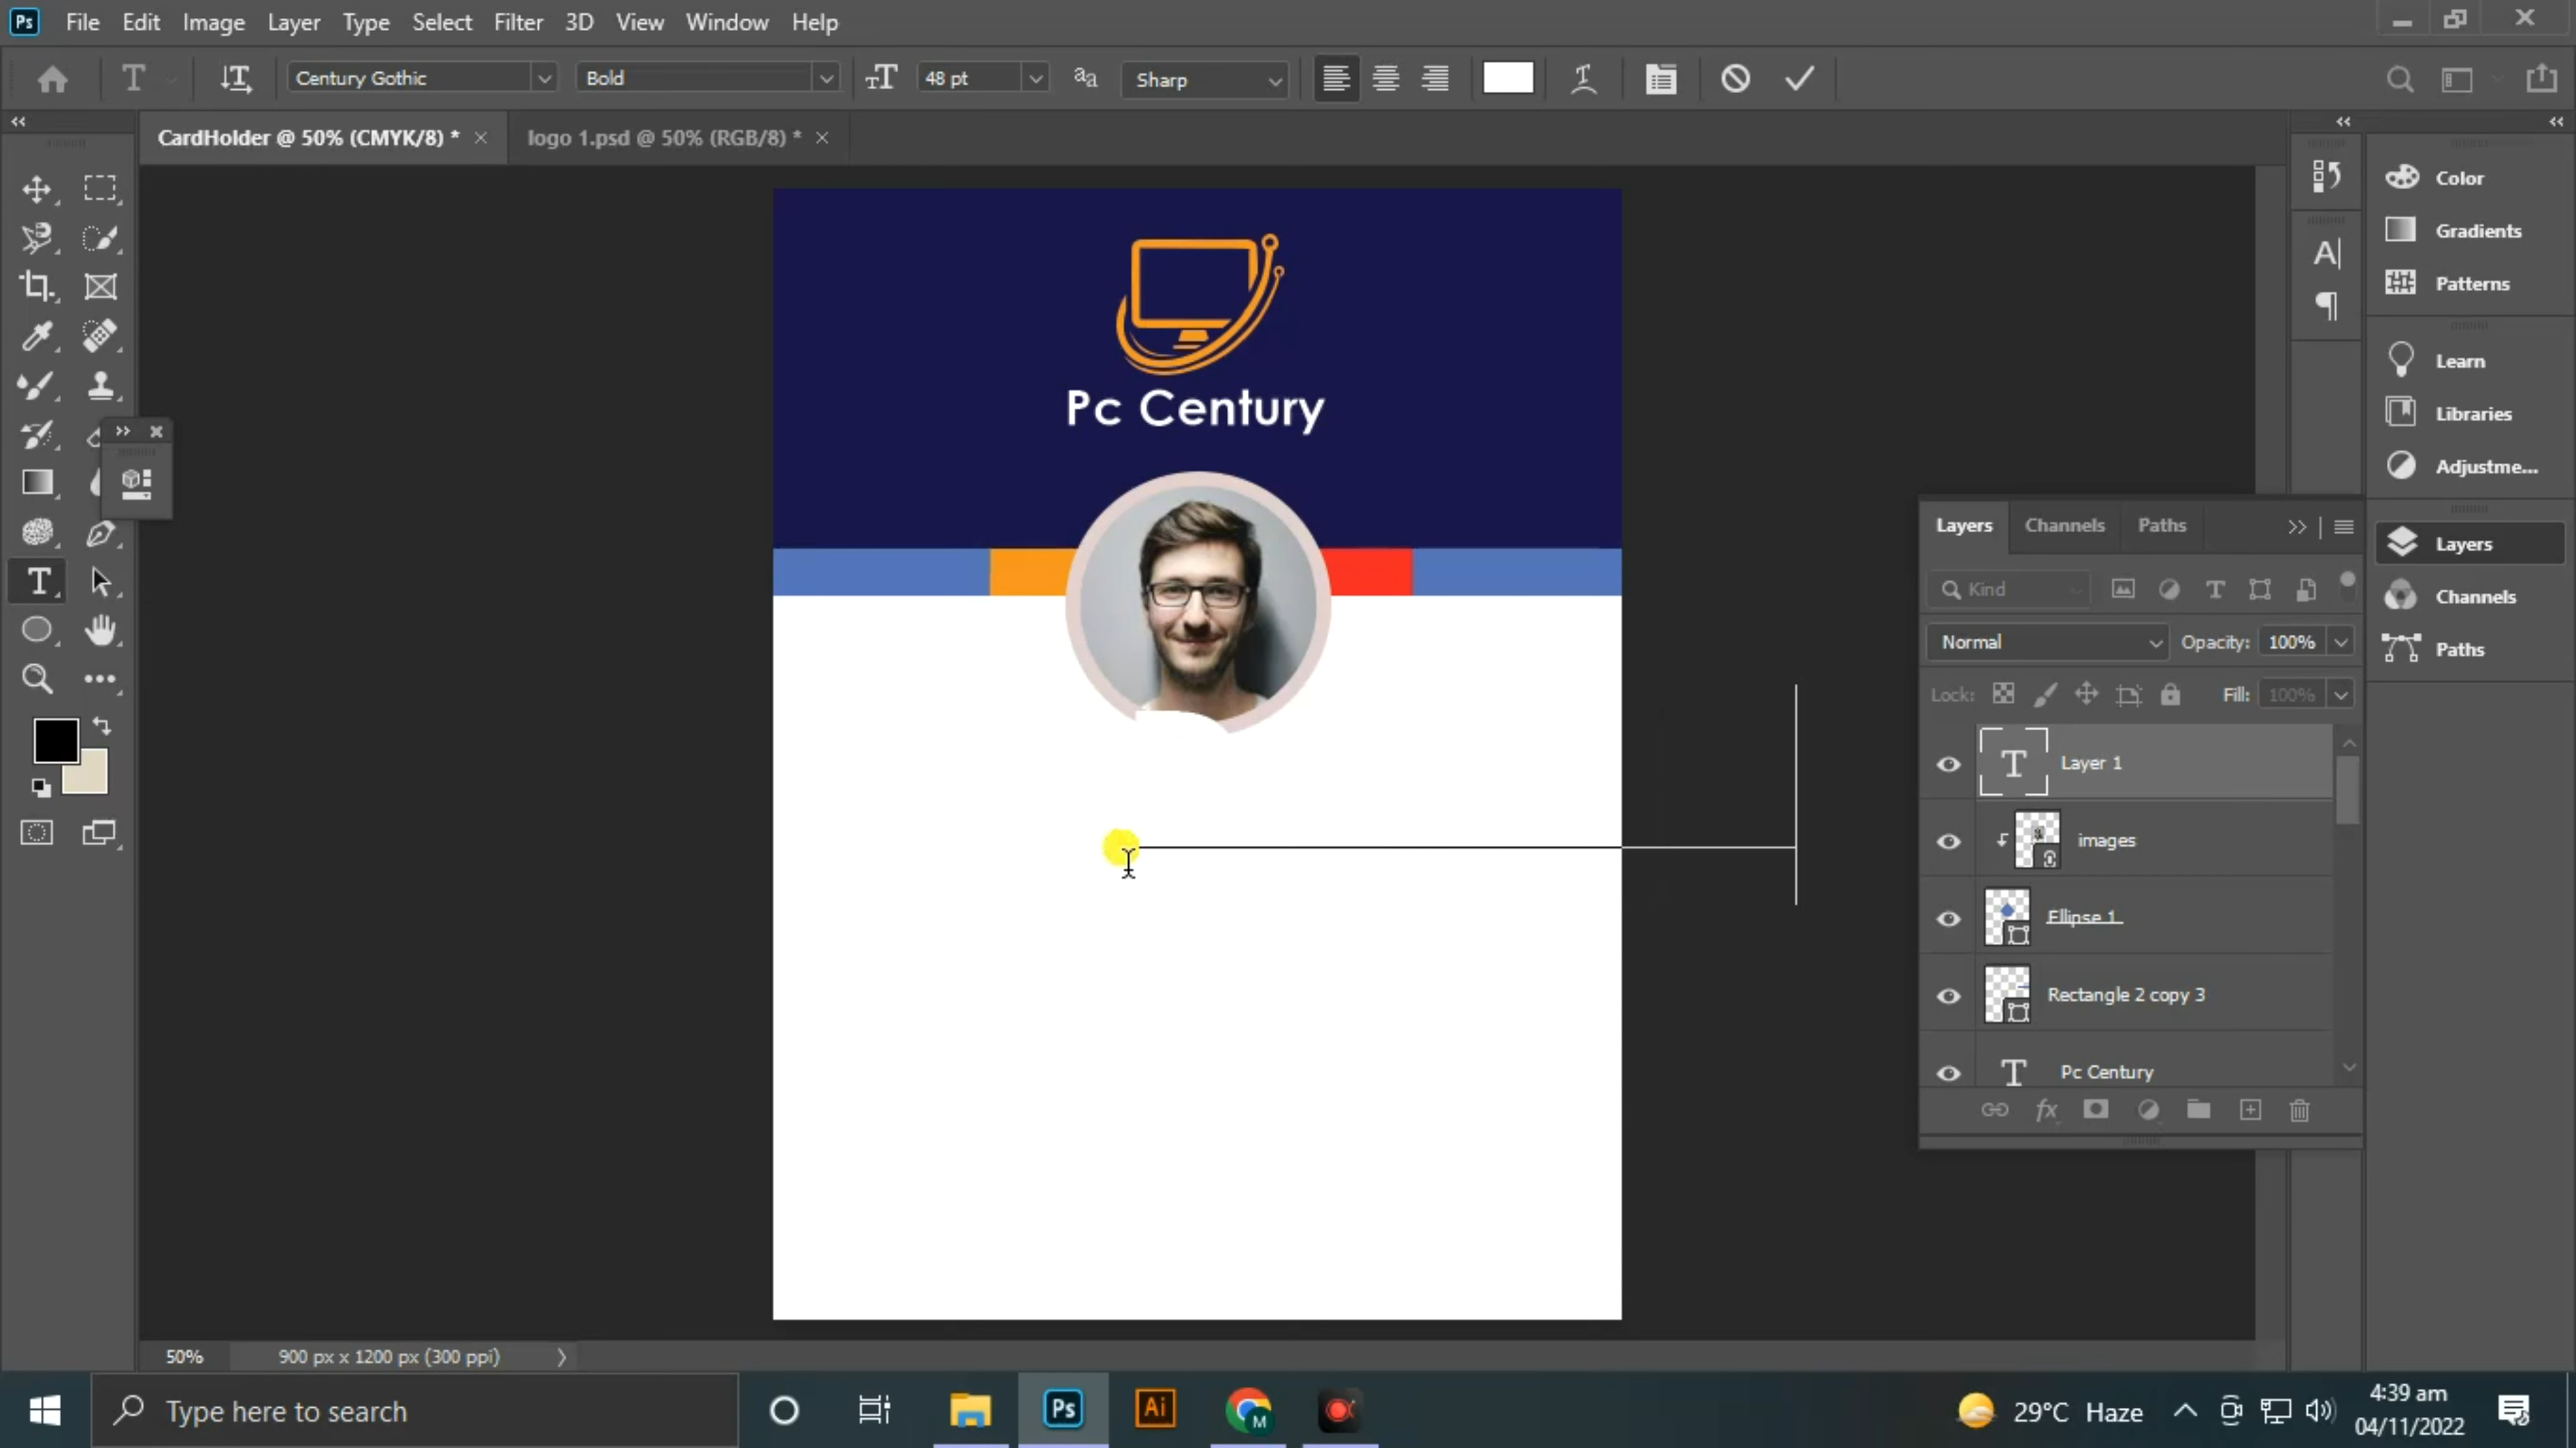 Ps File Edit Image Layer Type Select Filter 3D View Window Help
Century Gothic Bold 48 pt Sharp
CardHolder @ 50% (CMYK/8) * × logo 1.psd @ 50% (RGB/8) * ×
Pc Century
Color
Gradients
Patterns
Learn
Libraries
Adjustme...
Layers
Channels
Paths
Layers Channels Paths
Kind
Normal Opacity: 100%
Lock: Fill: 100%
Layer 1
images
Ellipse 1
Rectangle 2 copy 3
Pc Century
50% 900 px x 1200 px (300 ppi)
Type here to search
Ps Ai M
29°C Haze
4:39 am
04/11/2022